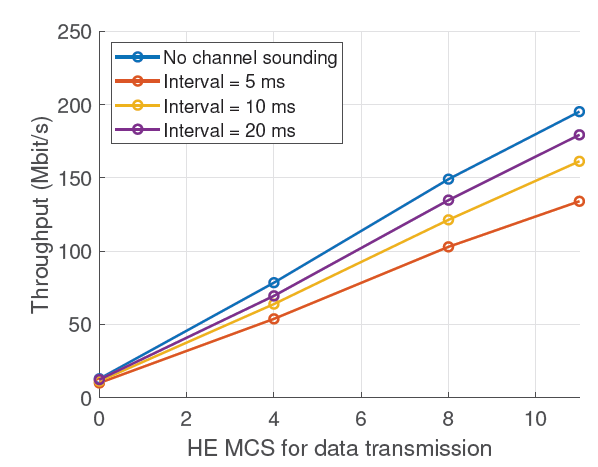 250
200
150
100
50
0
Throughput (Mbit/s)
No channel sounding
Interval = 5 ms
Interval = 10 ms
Interval = 20 ms
0 2 4 6 8 10
HE MCS for data transmission